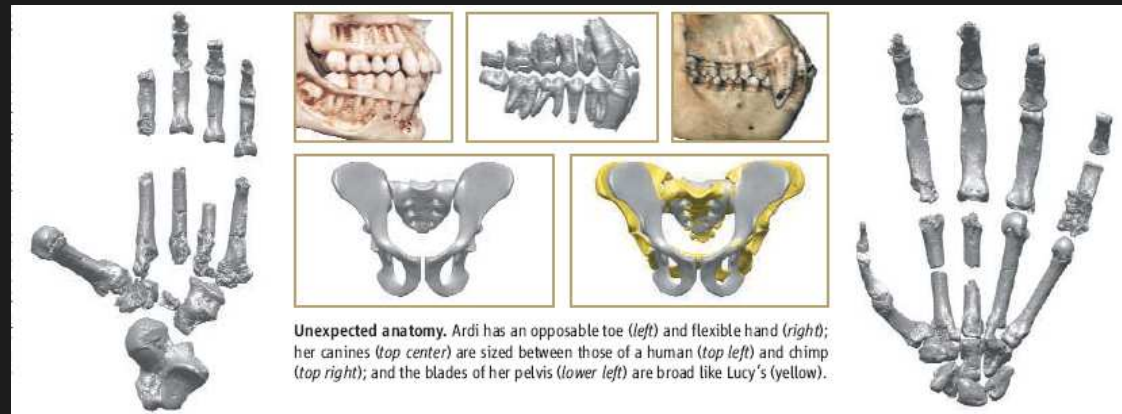 Unexpected anatomy. Ardi has an opposable toe (left) and flexible hand (right);
her canines (top center) are sized between those of a human (top left) and chimp
(top right); and the blades of her pelvis (lower left) are broad like Lucy's (yellow).